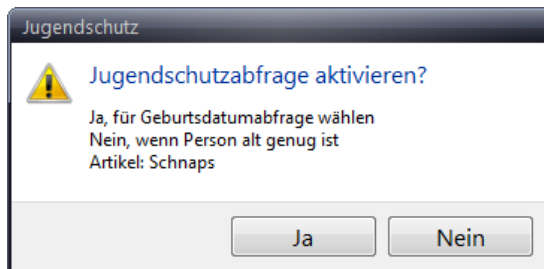 Jugendschutz
Jugendschutzabfrage aktivieren?
Ja, für Geburtsdatumabfrage wählen
Nein, wenn Person alt genug ist
Artikel: Schnaps
Ja
Nein